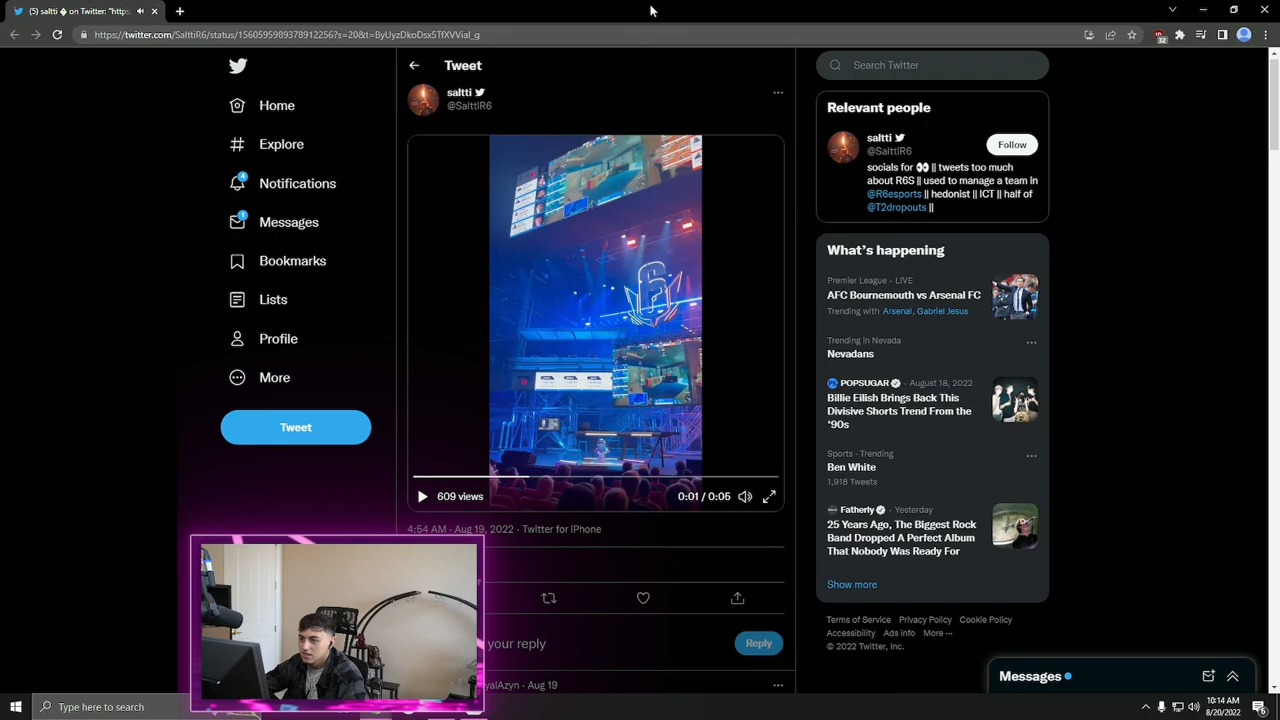 (5) saltti � on Twitter: "https
https://twitter.com/SalttiR6/status/1560595989378912256?s=20&t=ByUyzDkoDsx5TfXVVial_g
32
Home
Explore
4
Notifications
1
Messages
Bookmarks
Lists
Profile
More
Tweet
Tweet
saltti
@SalttiR6
609 views
0:01 / 0:05
4:54 AM · Aug 19, 2022 · Twitter for iPhone
your reply
Reply
yalAzyn · Aug 19
Search Twitter
Relevant people
saltti
@SalttiR6
Follow
socials for 👀 || tweets too much
about R6S || used to manage a team in
@R6esports || hedonist || ICT || half of
@T2dropouts ||
What's happening
Premier League · LIVE
AFC Bournemouth vs Arsenal FC
Trending with Arsenal, Gabriel Jesus
Trending in Nevada
Nevadans
POPSUGAR · August 18, 2022
Billie Eilish Brings Back This
Divisive Shorts Trend From the
'90s
Sports · Trending
Ben White
1,918 Tweets
Fatherly · Yesterday
25 Years Ago, The Biggest Rock
Band Dropped A Perfect Album
That Nobody Was Ready For
Show more
Terms of Service Privacy Policy Cookie Policy
Accessibility Ads info More ···
© 2022 Twitter, Inc.
Messages
Type here to search
10:14 AM
8/20/2022